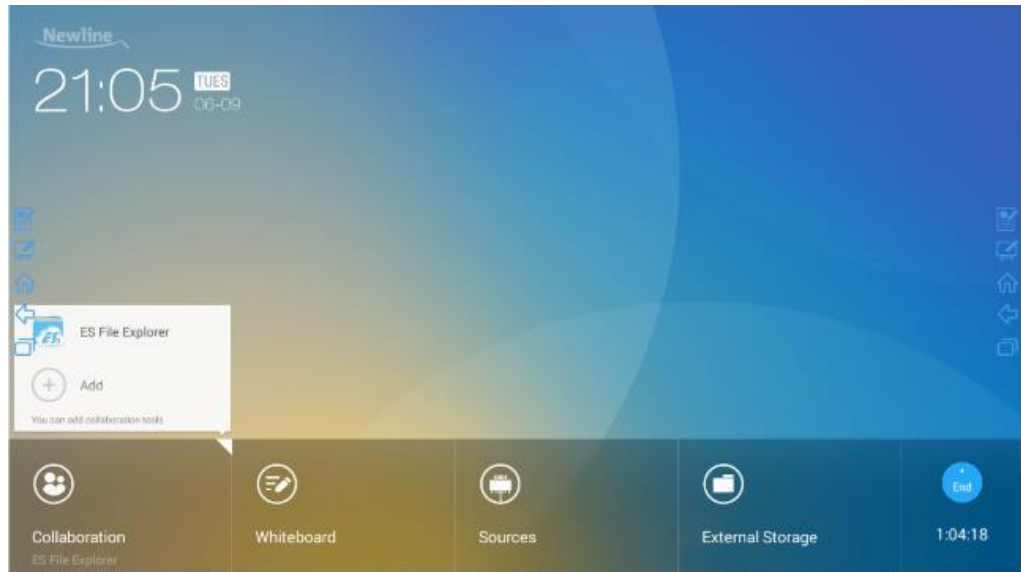 Newline
21:05 TUES
06-09
ES File Explorer
Add
You can add collaboration tools
Collaboration
ES File Explorer
Whiteboard
Sources
External Storage
End
1:04:18